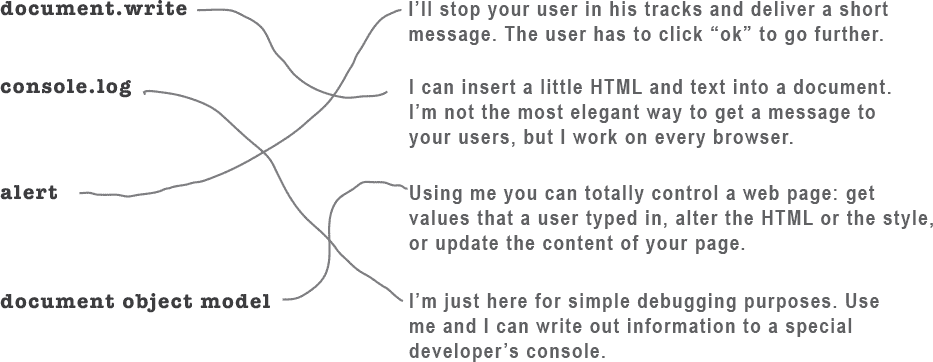 document.write
I’ll stop your user in his tracks and deliver a short
message. The user has to click “ok” to go further.
console.log
I can insert a little HTML and text into a document.
I’m not the most elegant way to get a message to
your users, but I work on every browser.
alert
Using me you can totally control a web page: get
values that a user typed in, alter the HTML or the style,
or update the content of your page.
document object model
I’m just here for simple debugging purposes. Use
me and I can write out information to a special
developer’s console.